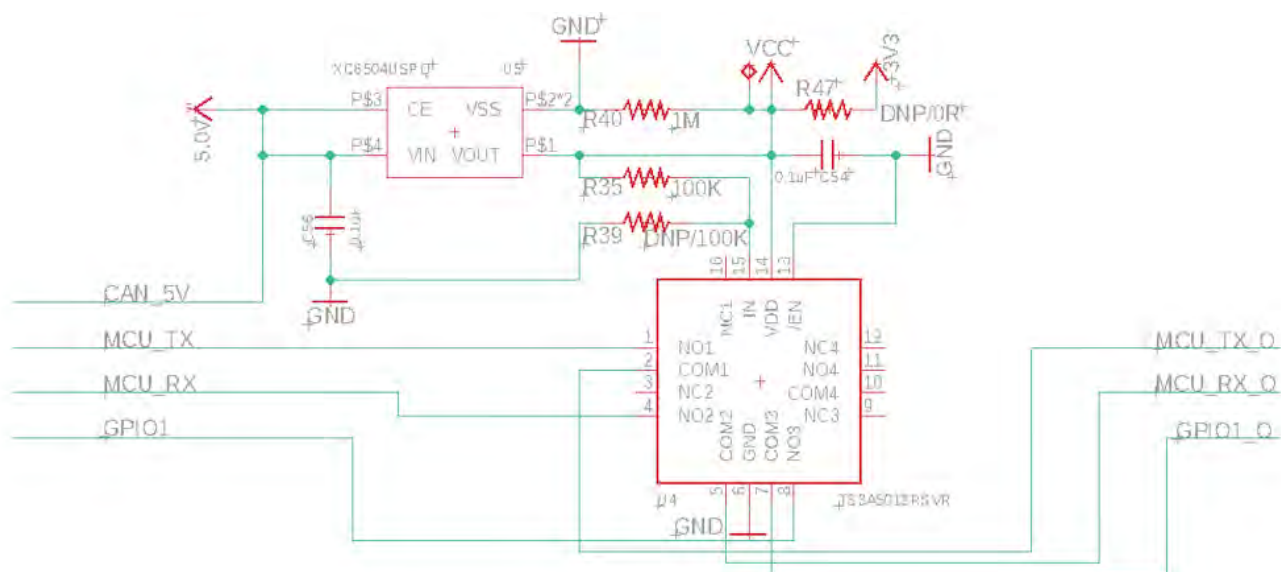 GND
VCC
3V3
XC6504USPQ
U5
R47
DNP/0R
P$3
CE
VSS
P$2*2
R40
1M
5.0V
P$4
VIN
VOUT
P$1
0.1uF
C54
GND
R35
100K
C56
R39
DNP/100K
GND
16
15
14
13
CAN_5V
NC1
IN
VDD
/EN
MCU_TX
1
NO1
NC4
12
MCU_TX_O
2
COM1
NO4
11
MCU_RX
3
NC2
COM4
10
MCU_RX_O
4
NO2
NC3
9
GPIO1
COM2
GND
COM3
NO3
GPIO1_O
U4
5
6
7
8
GND